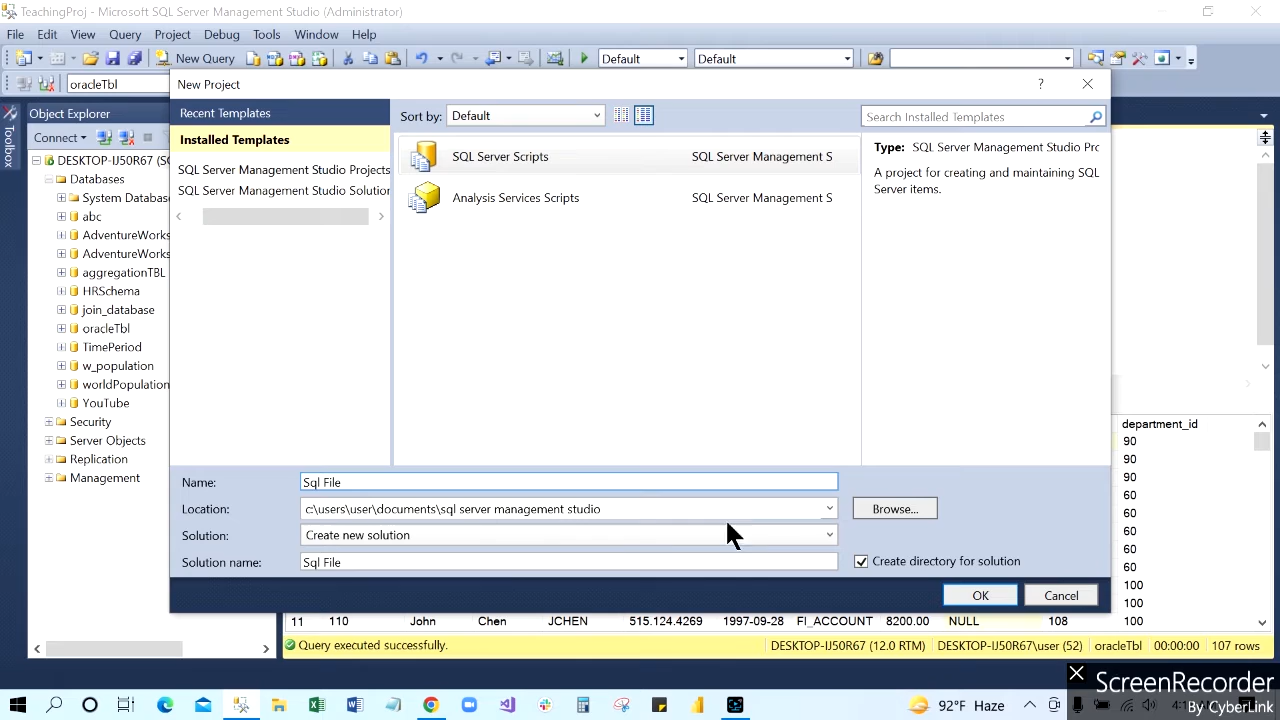 TeachingProj - Microsoft SQL Server Management Studio (Administrator)
File Edit View Query Project Debug Tools Window Help
New Query Default Default
oracleTbl
New Project ?
Object Explorer
Toolbox
Connect
Recent Templates
Installed Templates
SQL Server Management Studio Projects
SQL Server Management Studio Solution
Sort by: Default
Search Installed Templates
SQL Server Scripts SQL Server Management S
Analysis Services Scripts SQL Server Management S
Type: SQL Server Management Studio Prc
A project for creating and maintaining SQL
Server items.
DESKTOP-IJ50R67 (SQ
Databases
System Database
abc
AdventureWorks
AdventureWorks
aggregationTBL
HRSchema
join_database
oracleTbl
TimePeriod
w_population
worldPopulation
YouTube
Security
Server Objects
Replication
Management
Name: Sql File
Location: c:\users\user\documents\sql server management studio
Browse...
Solution: Create new solution
Solution name: Sql File
Create directory for solution
OK Cancel
department_id
90
90
90
60
60
60
60
60
100
100
11 110 John Chen JCHEN 515.124.4269 1997-09-28 FI_ACCOUNT 8200.00 NULL 108 100
Query executed successfully. DESKTOP-IJ50R67 (12.0 RTM) DESKTOP-IJ50R67\user (52) oracleTbl 00:00:00 107 rows
ScreenRecorder
By CyberLink
92°F Haze